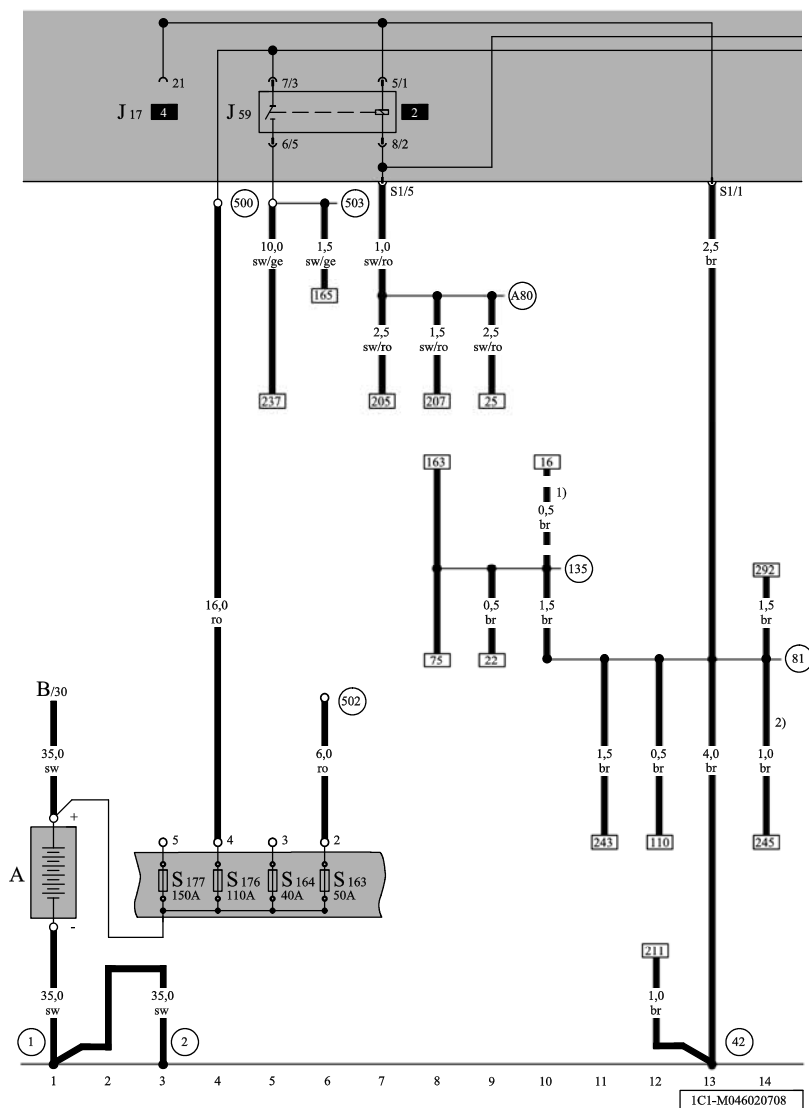 21
7/3
5/1
J 17 4
J 59
2
6/5
8/2
S1/5
S1/1
500
503
10,0
sw/ge
1,5
sw/ge
1,0
sw/ro
2,5
br
165
A80
2,5
sw/ro
1,5
sw/ro
2,5
sw/ro
237
205
207
25
163
16
1)
0,5
br
135
292
16,0
ro
0,5
br
1,5
br
1,5
br
75
22
81
B/30
502
2)
35,0
sw
6,0
ro
1,5
br
0,5
br
4,0
br
1,0
br
+
5
4
3
2
243
110
245
A
S 177
150A
S 176
110A
S 164
40A
S 163
50A
-
211
35,0
sw
35,0
sw
1,0
br
1
2
42
1 2 3 4 5 6 7 8 9 10 11 12 13 14
1C1-M046020708